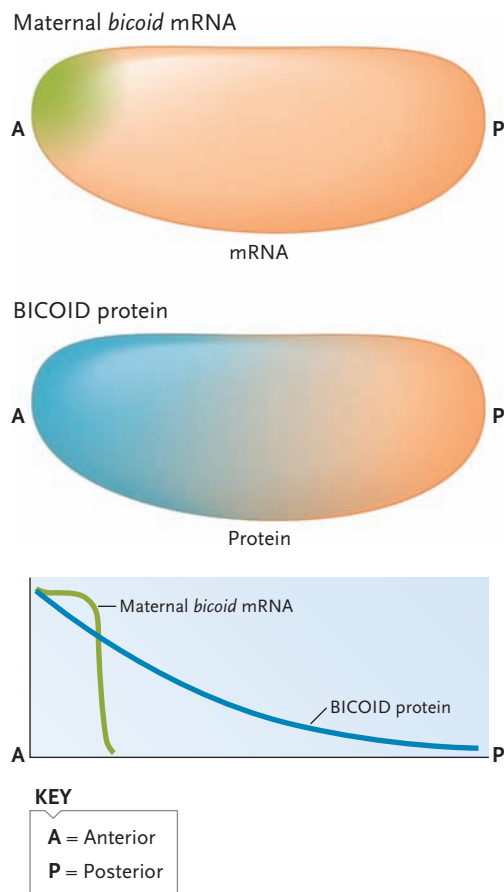 Maternal bicoid mRNA
A
P
mRNA
BICOID protein
A
P
Protein
Maternal bicoid mRNA
BICOID protein
A
P
KEY
A = Anterior
P = Posterior